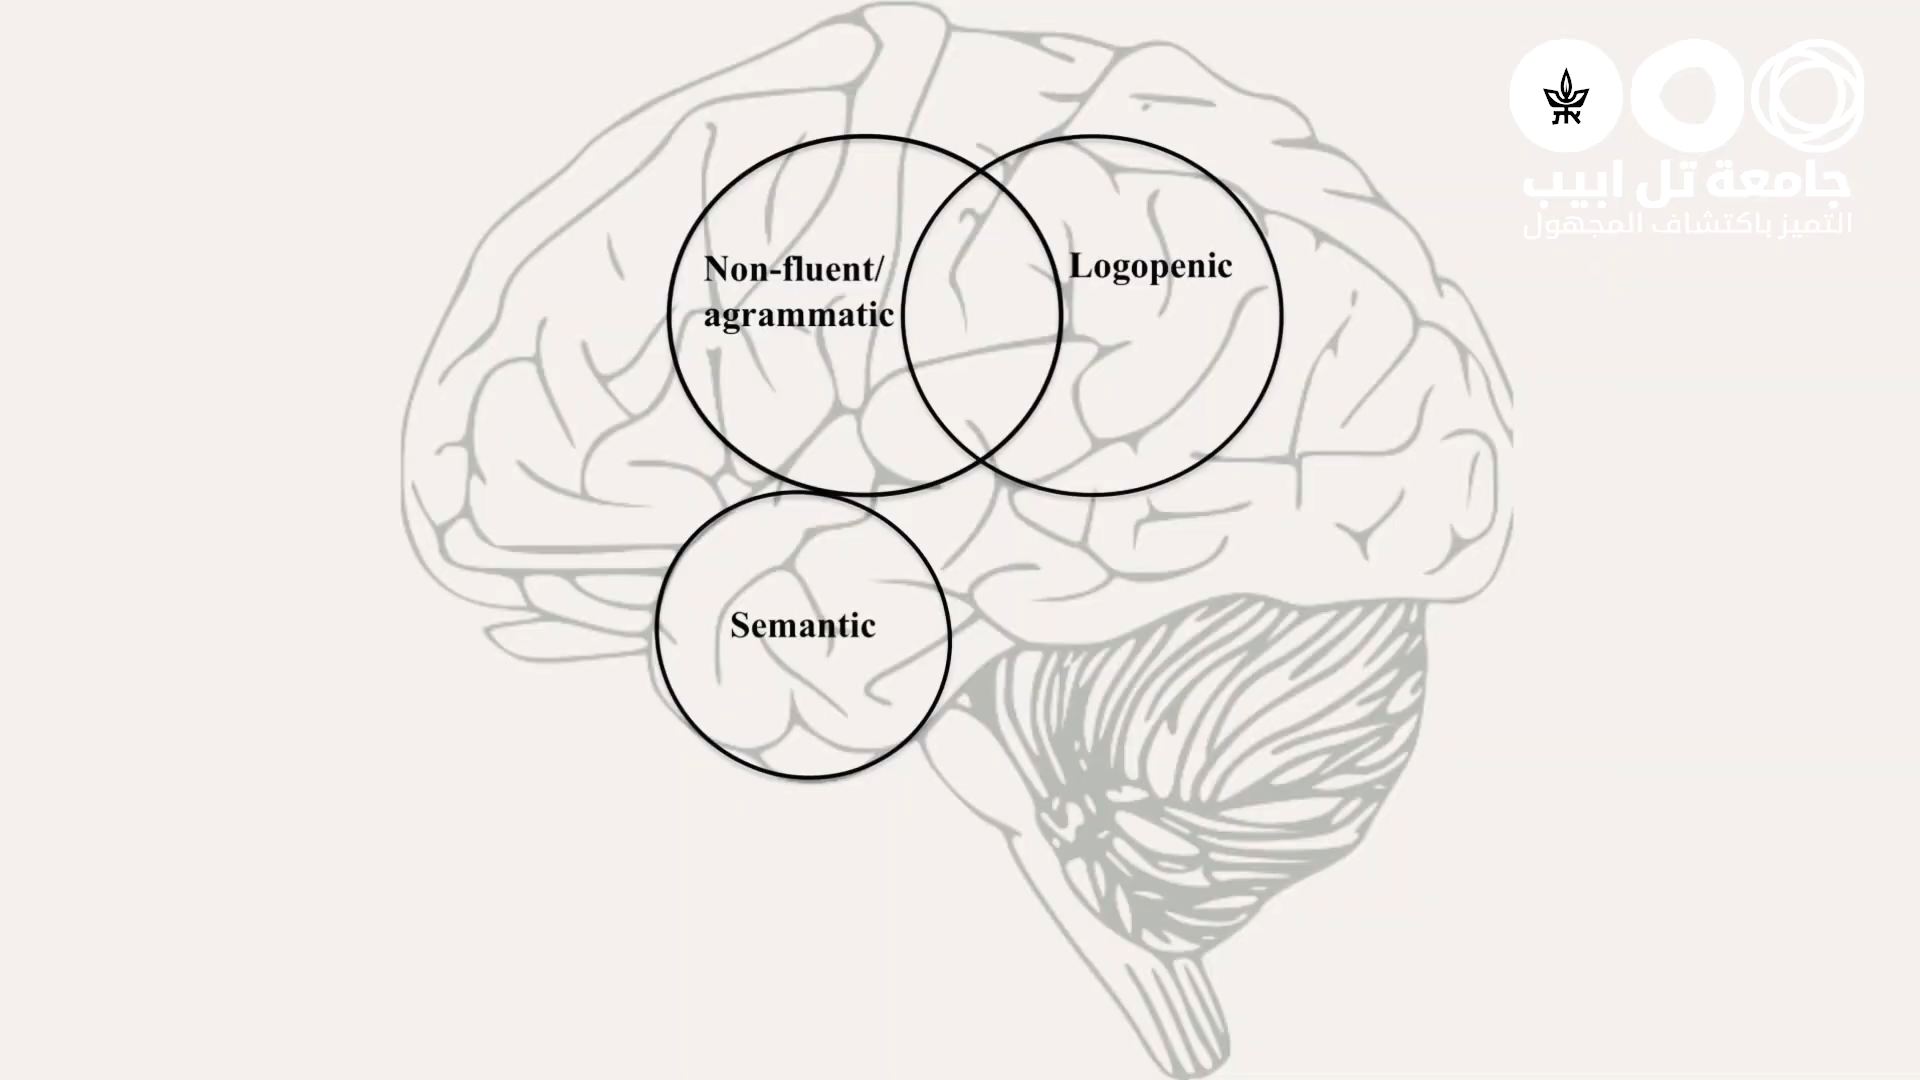 Non-fluent/
agrammatic
Logopenic
Semantic
جامعة تل ابيب
التميز باكتشاف المجهول